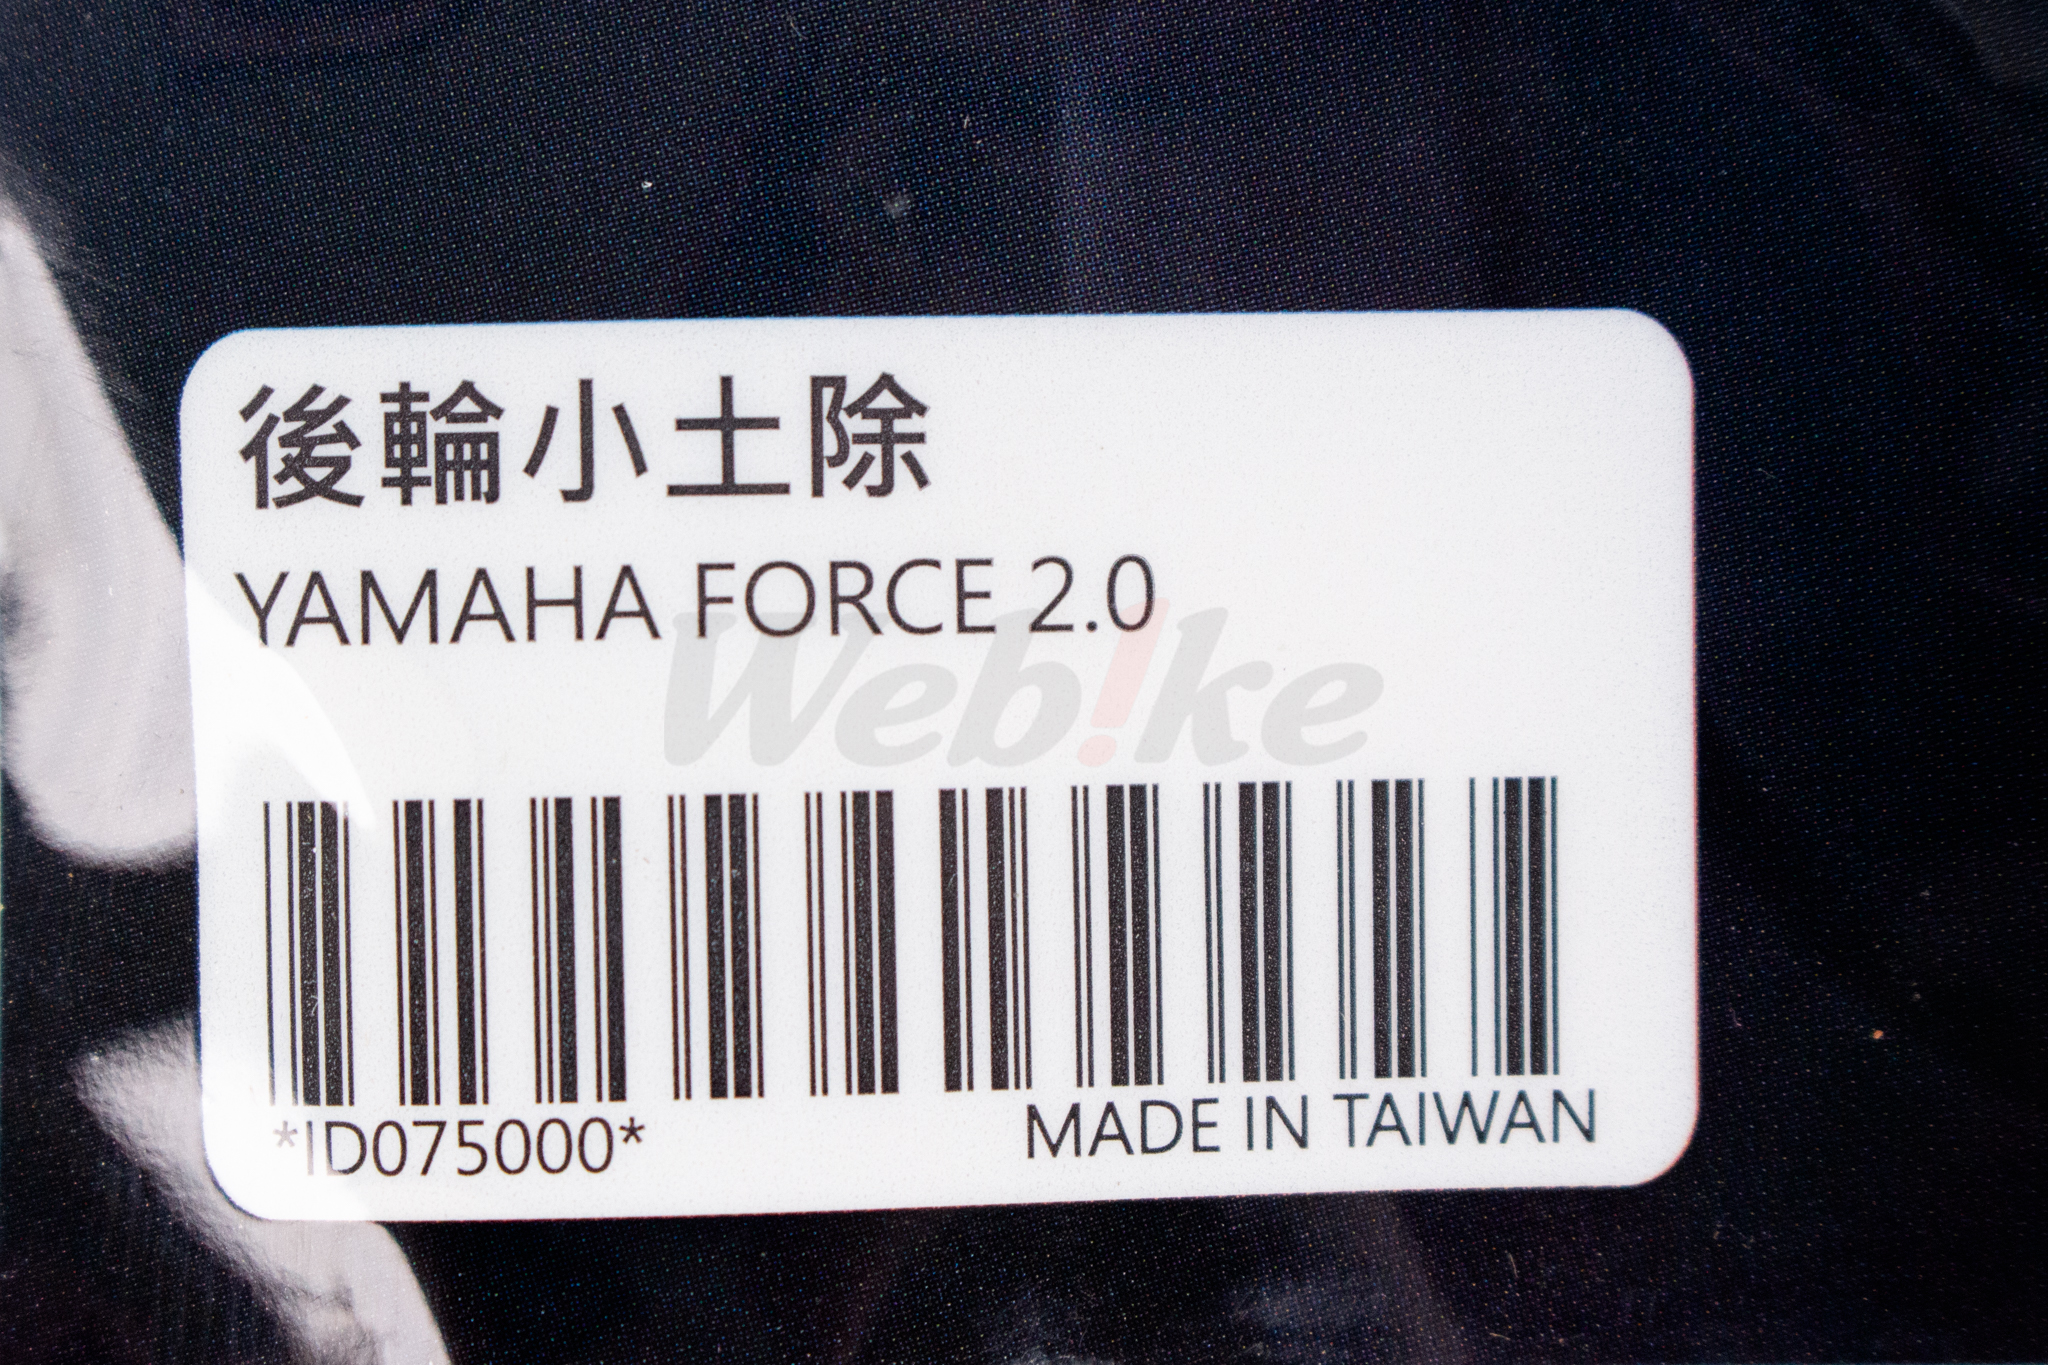 後輪小土除
YAMAHA FORCE 2.0
Web!ke
*ID075000*
MADE IN TAIWAN